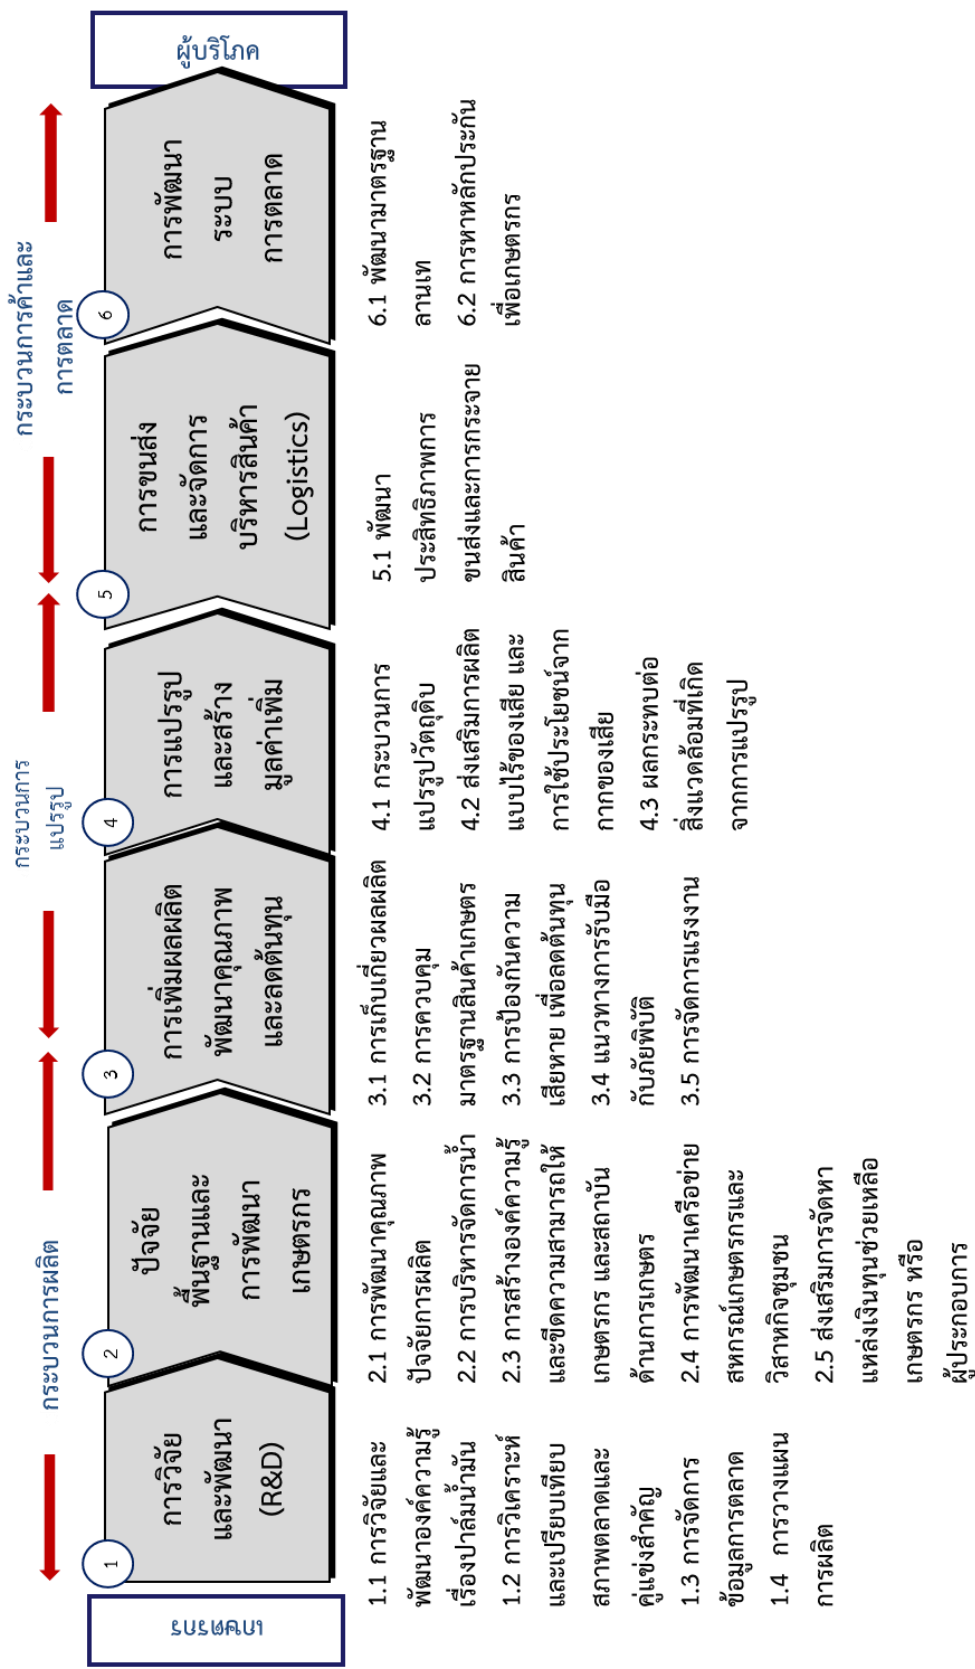 กระบวนการผลิต
กระบวนการ
แปรรูป
กระบวนการค้าและ
การตลาด
เกษตรกร
1
การวิจัย
และพัฒนา
(R&D)
2
ปัจจัย
พื้นฐานและ
การพัฒนา
เกษตรกร
3
การเพิ่มผลผลิต
พัฒนาคุณภาพ
และลดต้นทุน
4
การแปรรูป
และสร้าง
มูลค่าเพิ่ม
5
การขนส่ง
และจัดการ
บริหารสินค้า
(Logistics)
6
การพัฒนา
ระบบ
การตลาด
ผู้บริโภค
1.1 การวิจัยและ
พัฒนาองค์ความรู้
เรื่องปาล์มน้ำมัน
1.2 การวิเคราะห์
และเปรียบเทียบ
สภาพตลาดและ
คู่แข่งสำคัญ
1.3 การจัดการ
ข้อมูลการตลาด
1.4 การวางแผน
การผลิต
2.1 การพัฒนาคุณภาพ
ปัจจัยการผลิต
2.2 การบริหารจัดการน้ำ
2.3 การสร้างองค์ความรู้
และขีดความสามารถให้
เกษตรกร และสถาบัน
ด้านการเกษตร
2.4 การพัฒนาเครือข่าย
สหกรณ์เกษตรกรและ
วิสาหกิจชุมชน
2.5 ส่งเสริมการจัดหา
แหล่งเงินทุนช่วยเหลือ
เกษตรกร หรือ
ผู้ประกอบการ
3.1 การเก็บเกี่ยวผลผลิต
3.2 การควบคุม
มาตรฐานสินค้าเกษตร
3.3 การป้องกันความ
เสียหาย เพื่อลดต้นทุน
3.4 แนวทางการรับมือ
กับภัยพิบัติ
3.5 การจัดการแรงงาน
4.1 กระบวนการ
แปรรูปวัตถุดิบ
4.2 ส่งเสริมการผลิต
แบบไร้ของเสีย และ
การใช้ประโยชน์จาก
กากของเสีย
4.3 ผลกระทบต่อ
สิ่งแวดล้อมที่เกิด
จากการแปรรูป
5.1 พัฒนา
ประสิทธิภาพการ
ขนส่งและการกระจาย
สินค้า
6.1 พัฒนามาตรฐาน
ลานเท
6.2 การหาหลักประกัน
เพื่อเกษตรกร